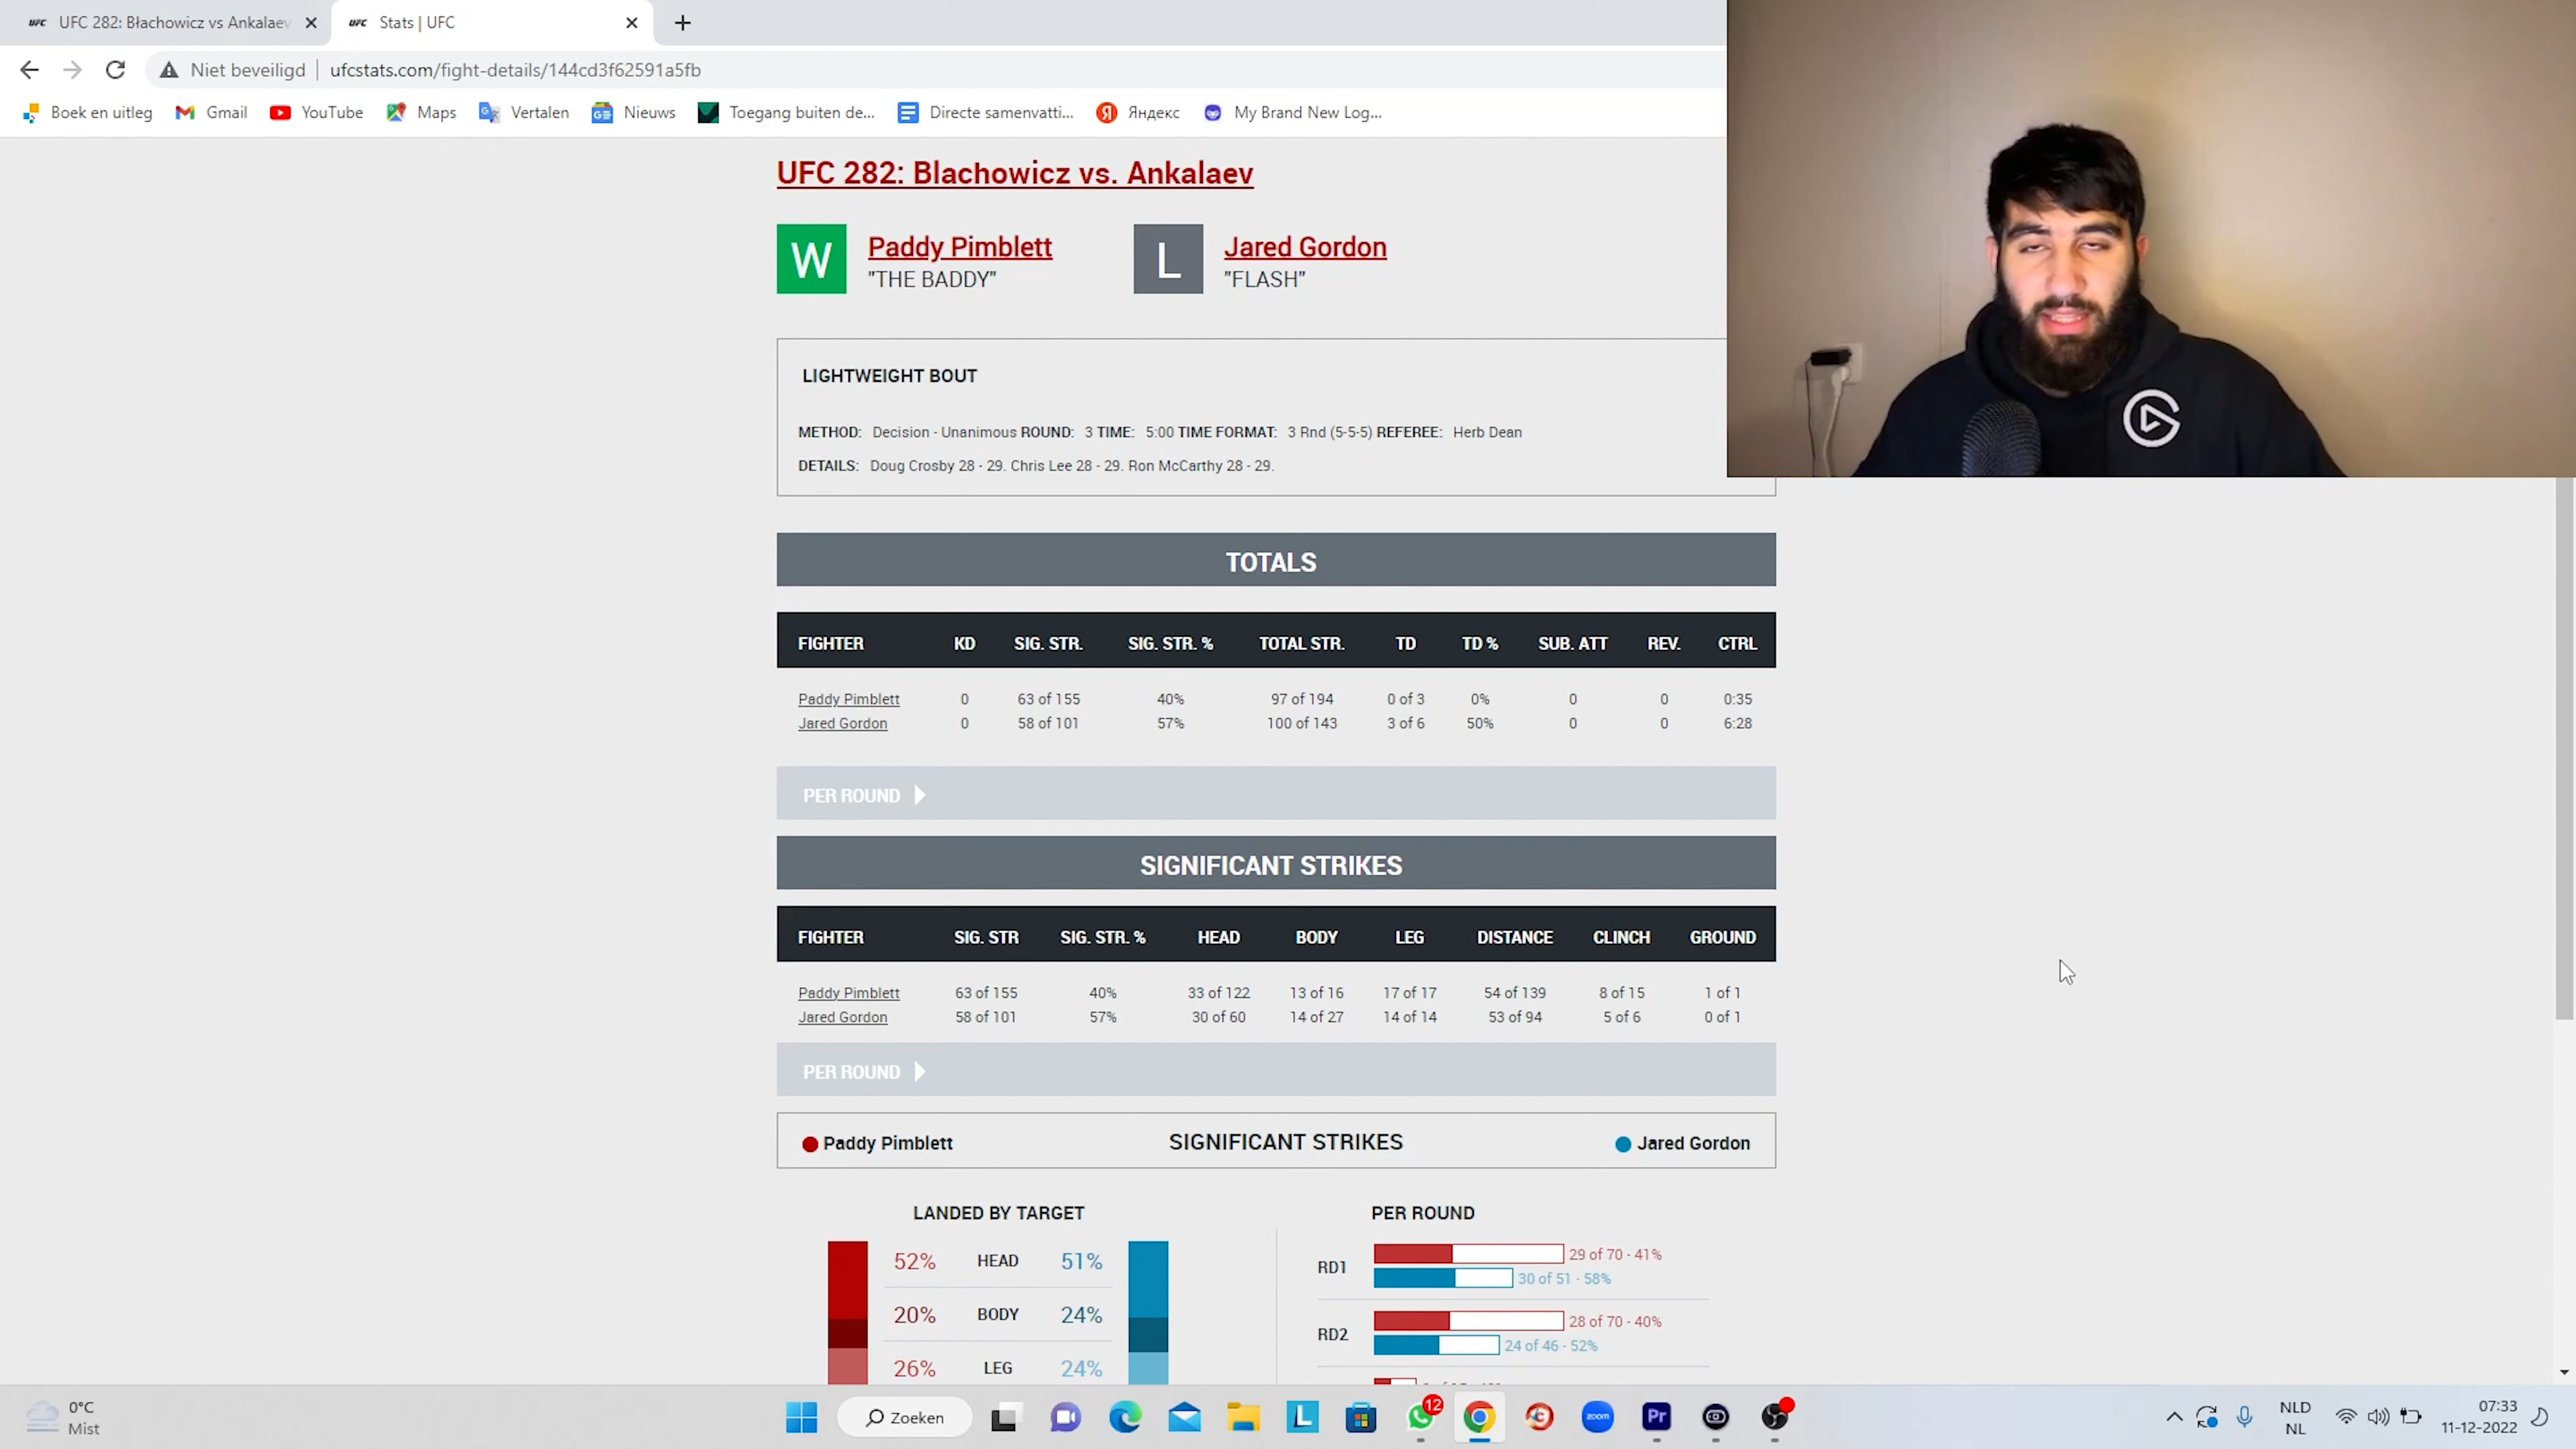 UFC 282: Błachowicz vs Ankalaev
Stats | UFC
Niet beveiligd | ufcstats.com/fight-details/144cd3f62591a5fb
Boek en uitleg Gmail YouTube Maps Vertalen Nieuws Toegang buiten de... Directe samenvatti... Яндекс My Brand New Log...
UFC 282: Blachowicz vs. Ankalaev
W Paddy Pimblett L Jared Gordon
"THE BADDY" "FLASH"
LIGHTWEIGHT BOUT
METHOD: Decision - Unanimous ROUND: 3 TIME: 5:00 TIME FORMAT: 3 Rnd (5-5-5) REFEREE: Herb Dean
DETAILS: Doug Crosby 28 - 29. Chris Lee 28 - 29. Ron McCarthy 28 - 29.
TOTALS
FIGHTER KD SIG. STR. SIG. STR. % TOTAL STR. TD TD % SUB. ATT REV. CTRL
Paddy Pimblett 0 63 of 155 40% 97 of 194 0 of 3 0% 0 0 0:35
Jared Gordon 0 58 of 101 57% 100 of 143 3 of 6 50% 0 0 6:28
PER ROUND
SIGNIFICANT STRIKES
FIGHTER SIG. STR SIG. STR. % HEAD BODY LEG DISTANCE CLINCH GROUND
Paddy Pimblett 63 of 155 40% 33 of 122 13 of 16 17 of 17 54 of 139 8 of 15 1 of 1
Jared Gordon 58 of 101 57% 30 of 60 14 of 27 14 of 14 53 of 94 5 of 6 0 of 1
PER ROUND
Paddy Pimblett SIGNIFICANT STRIKES Jared Gordon
LANDED BY TARGET
52% HEAD 51%
20% BODY 24%
26% LEG 24%
PER ROUND
RD1 29 of 70 - 41%
30 of 51 - 58%
RD2 28 of 70 - 40%
24 of 46 - 52%
0°C
Mist
Zoeken
L
12
zoom
Pr
NLD
NL
07:33
11-12-2022